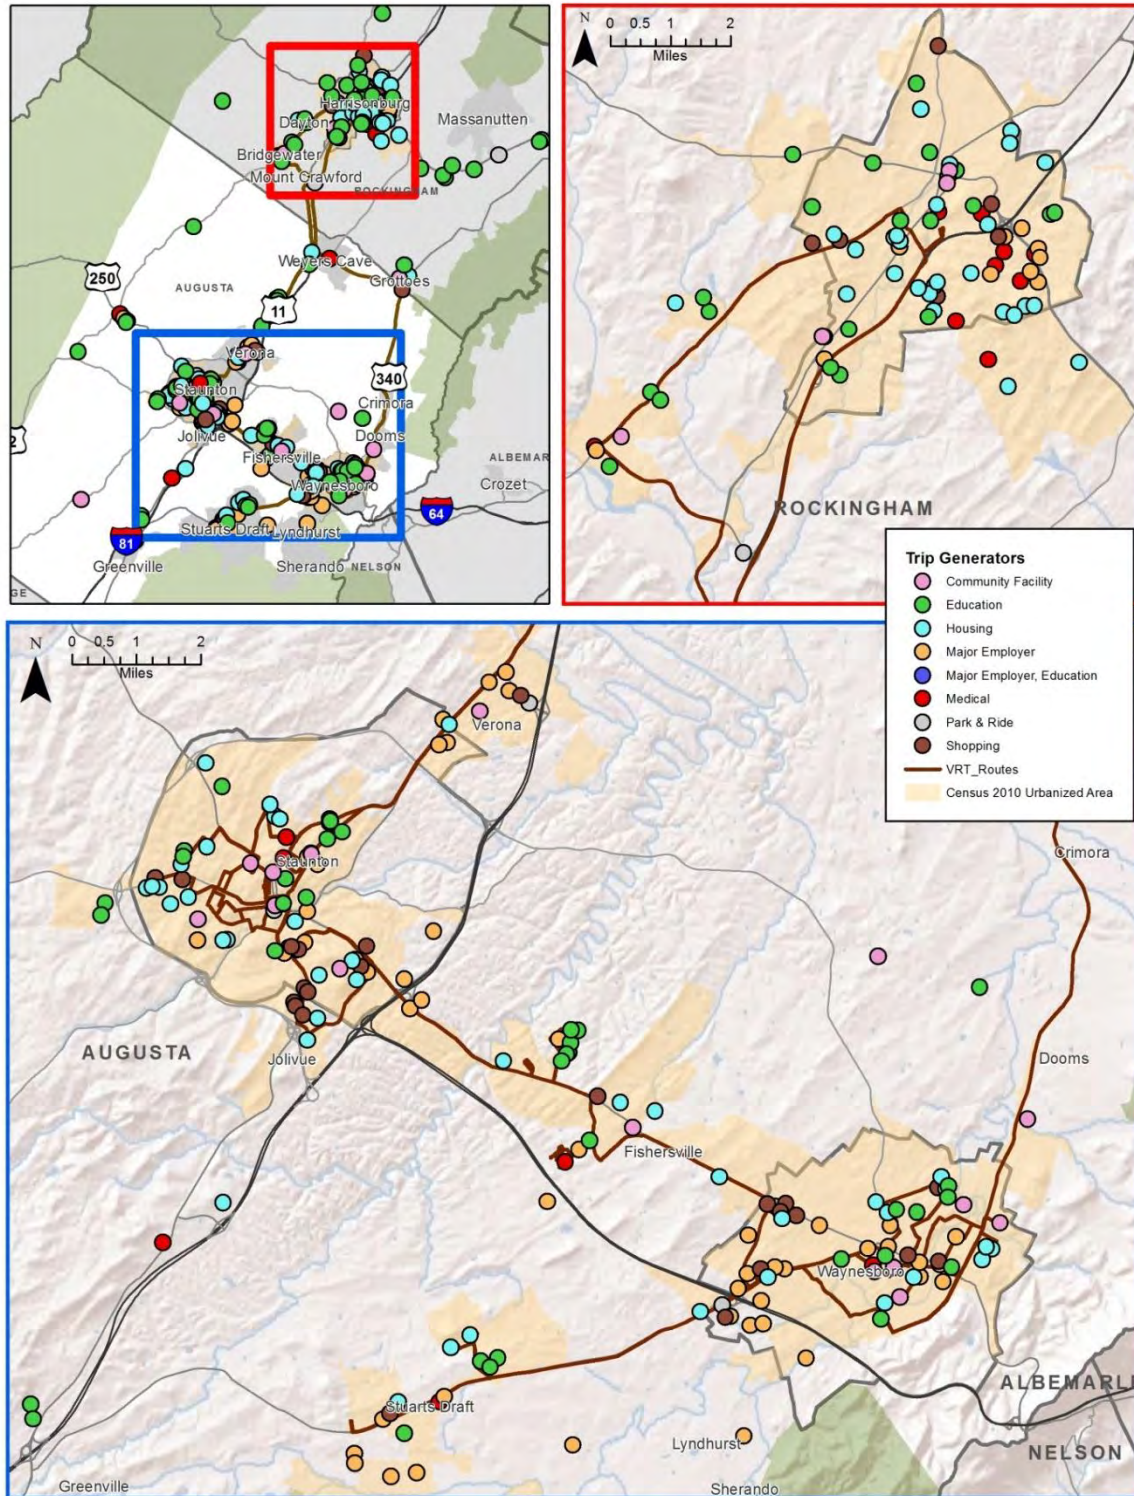 Harrisonburg
Dayton
Massanutten
Bridgewater
Mount Crawford
ROCKINGHAM
Weyers Cave
Grottoes
250
AUGUSTA
11
Verona
340
Staunton
Crimora
Jolivue
Dooms
Fishersville
ALBEMARL
Waynesboro
Crozet
64
Stuarts Draft
Lyndhurst
81
Greenville
Sherando
NELSON
GE
2
N
0 0.5 1 2
Miles
ROCKINGHAM
Trip Generators
Community Facility
Education
Housing
Major Employer
Major Employer, Education
Medical
Park & Ride
Shopping
VRT_Routes
Census 2010 Urbanized Area
N
0 0.5 1 2
Miles
Verona
Crimora
Staunton
AUGUSTA
Jolivue
Dooms
Fishersville
Waynesboro
ALBEMARL
Stuarts Draft
Lyndhurst
NELSON
Greenville
Sherando